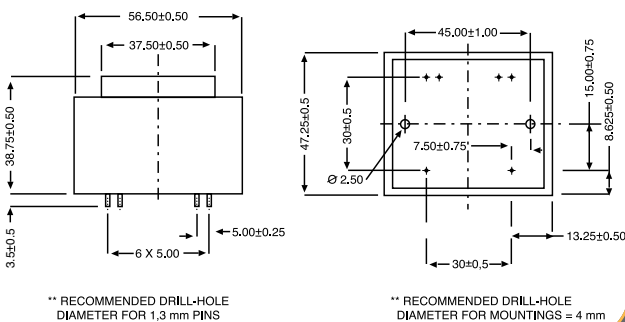 56.50±0.50
37.50±0.50
38.75±0.50
3.5±0.5
5.00±0.25
6 X 5.00
** RECOMMENDED DRILL-HOLE
DIAMETER FOR 1,3 mm PINS
45.00±1.00
47.25±0.5
30±0.5
7.50±0.75
Ø 2.50
15.00±0.75
8.625±0.50
13.25±0.50
30±0,5
** RECOMMENDED DRILL-HOLE
DIAMETER FOR MOUNTINGS = 4 mm